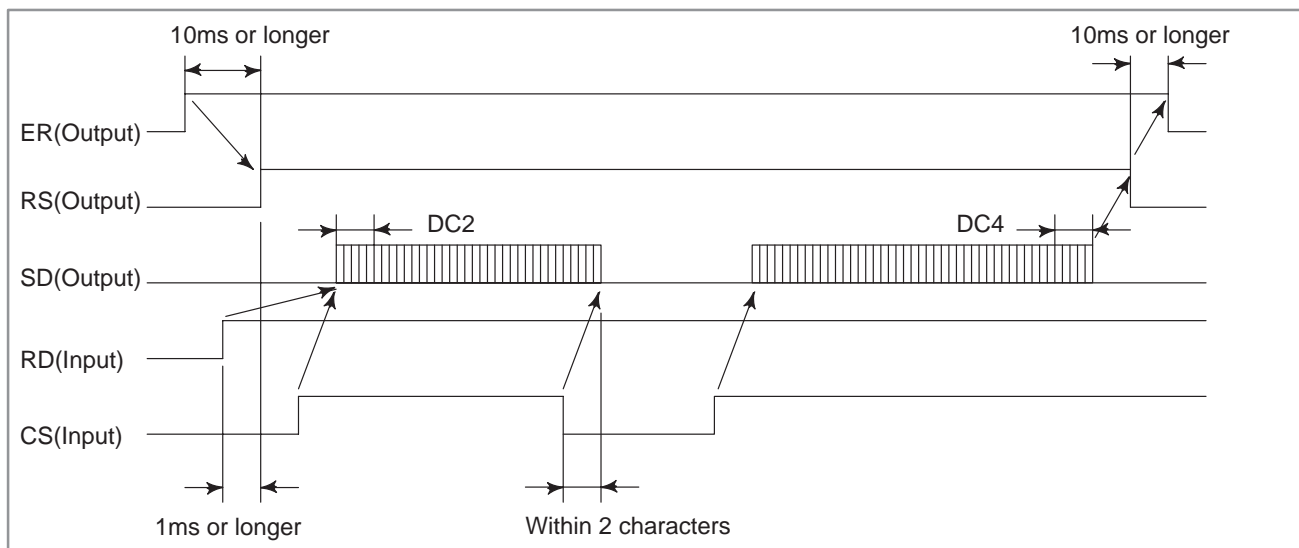 10ms or longer
10ms or longer
ER(Output)
RS(Output)
DC2
DC4
SD(Output)
RD(Input)
CS(Input)
1ms or longer
Within 2 characters